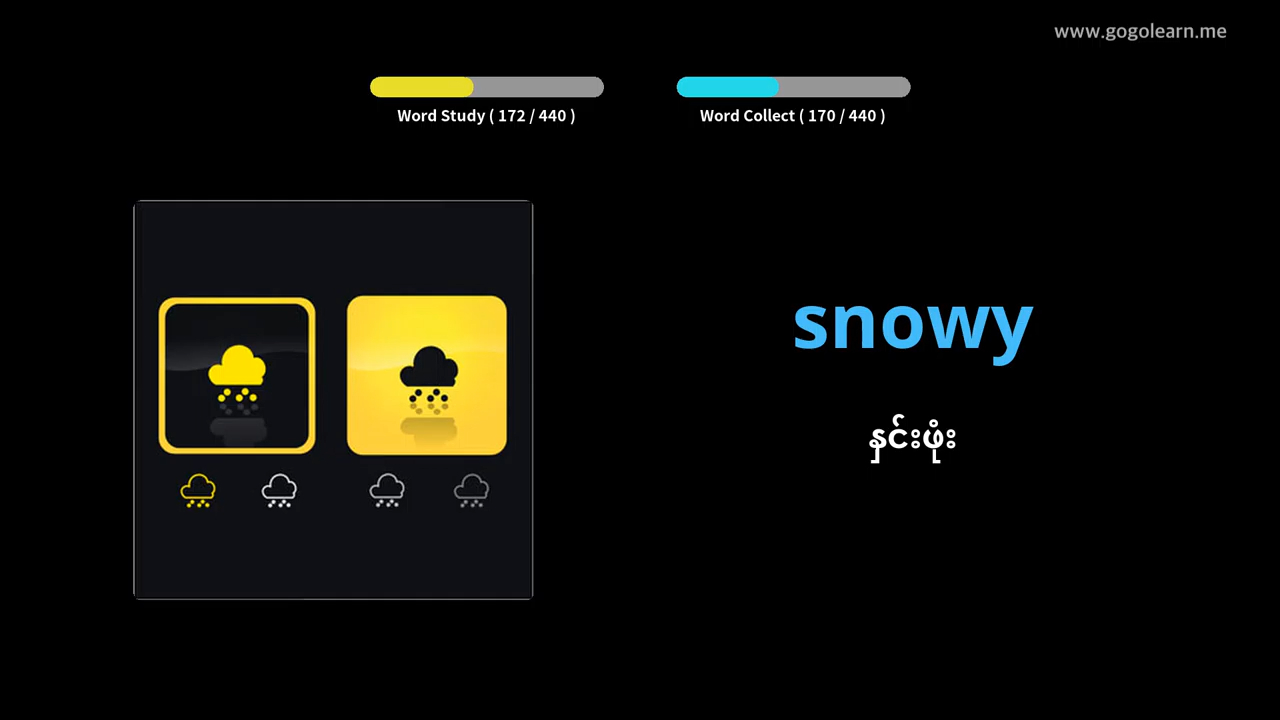 www.gogolearn.me
Word Study ( 172 / 440 )
Word Collect ( 170 / 440 )
snowy
နှင်းဖုံး